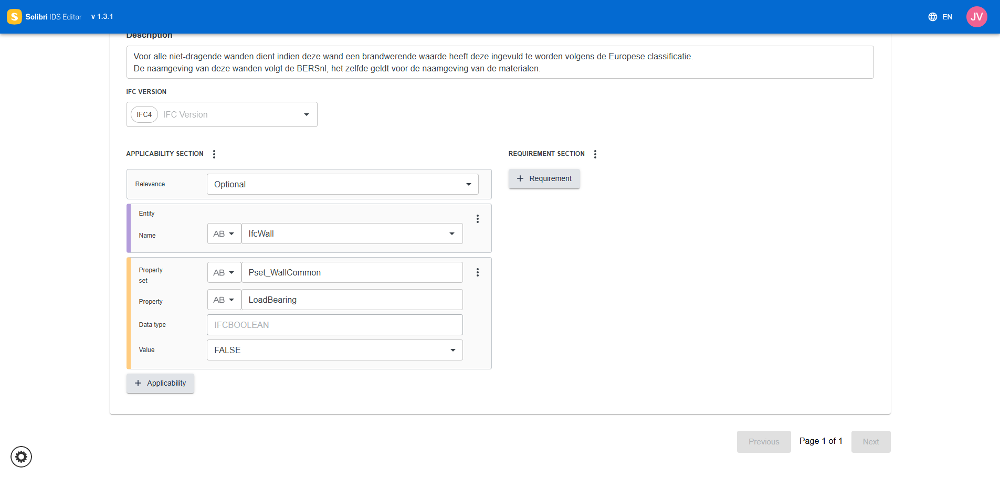 S Solibri IDS Editor v 1.3.1 EN JV
Description
Voor alle niet-dragende wanden dient indien deze wand een brandwerende waarde heeft deze ingevuld te worden volgens de Europese classificatie.
De naamgeving van deze wanden volgt de BERSnl, het zelfde geldt voor de naamgeving van de materialen.
IFC VERSION
IFC4 IFC Version
APPLICABILITY SECTION
Relevance Optional
Entity
Name AB IfcWall
Property set AB Pset_WallCommon
Property AB LoadBearing
Data type IFCBOOLEAN
Value FALSE
+ Applicability
REQUIREMENT SECTION
+ Requirement
Previous Page 1 of 1 Next